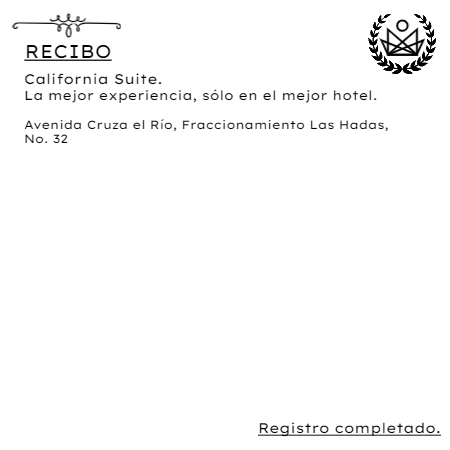 RECIBO
California Suite.
La mejor experiencia, sólo en el mejor hotel.
Avenida Cruza el Río, Fraccionamiento Las Hadas,
No. 32
Registro completado.